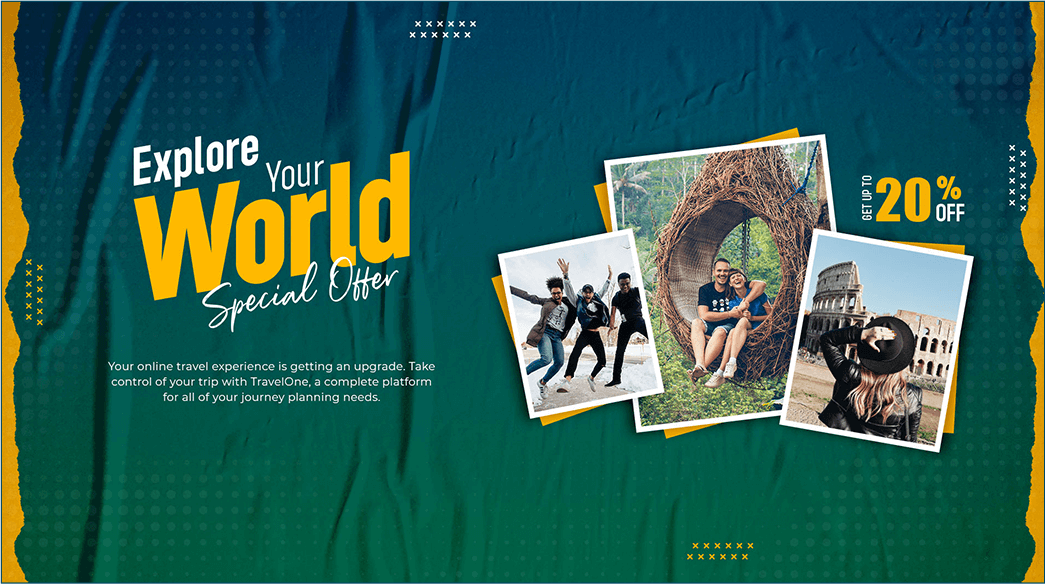 Explore
Your
World
Special Offer
Your online travel experience is getting an upgrade. Take
control of your trip with TravelOne, a complete platform
for all of your journey planning needs.
GET UP TO
20%
OFF